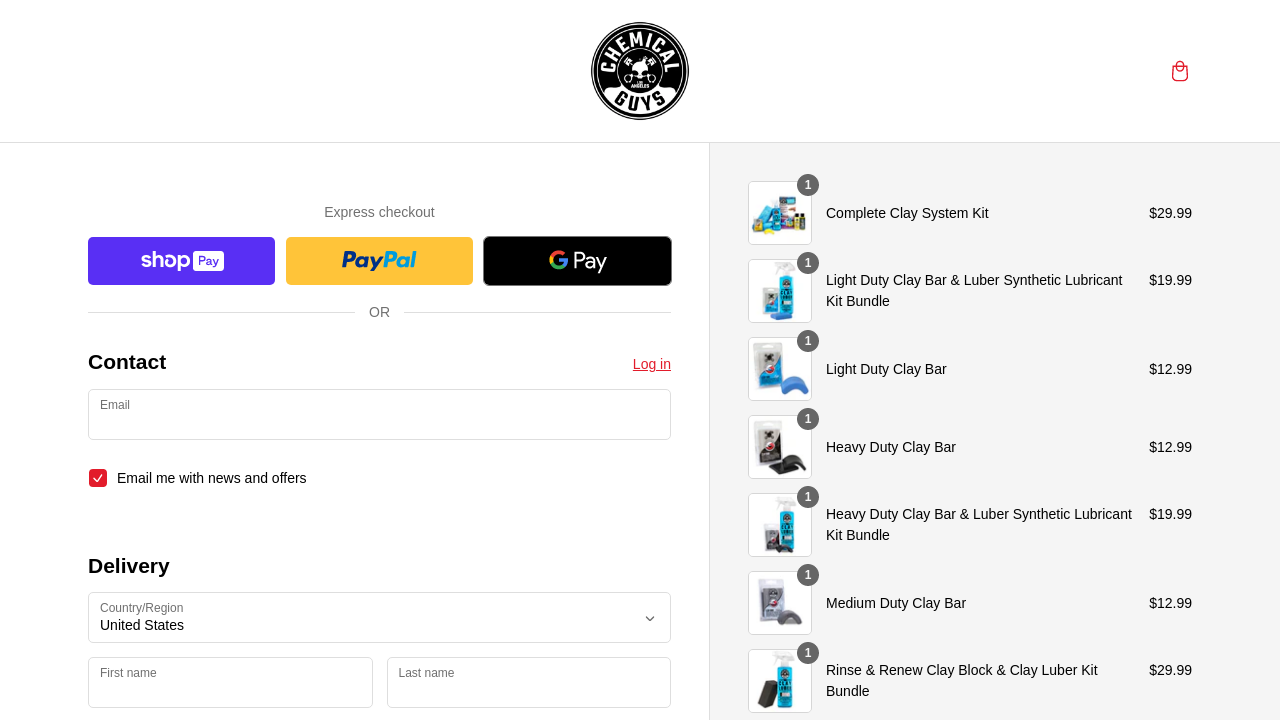 CHEMICAL
LOS
ANGELES
GUYS
Express checkout
shop Pay
PayPal
G Pay
OR
Contact
Log in
Email
Email me with news and offers
Delivery
Country/Region
United States
First name
Last name
1
Complete Clay System Kit
$29.99
1
Light Duty Clay Bar & Luber Synthetic Lubricant
Kit Bundle
$19.99
1
Light Duty Clay Bar
$12.99
1
Heavy Duty Clay Bar
$12.99
1
Heavy Duty Clay Bar & Luber Synthetic Lubricant
Kit Bundle
$19.99
1
Medium Duty Clay Bar
$12.99
1
Rinse & Renew Clay Block & Clay Luber Kit
Bundle
$29.99